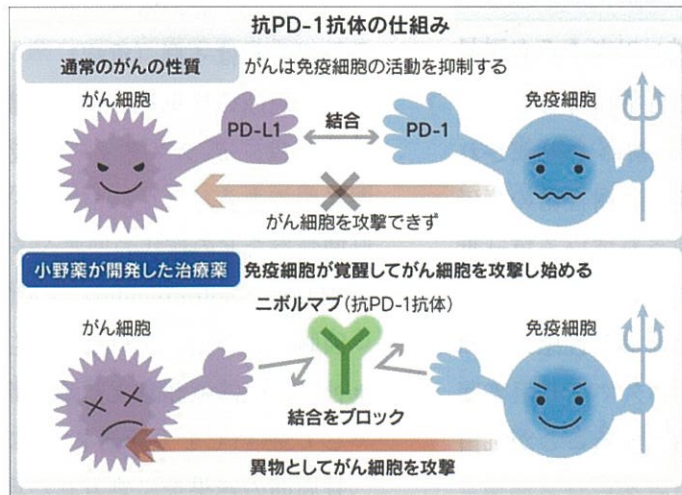 抗PD-1抗体の仕組み
通常のがんの性質 がんは免疫細胞の活動を抑制する
がん細胞 免疫細胞
PD-L1 結合 PD-1
がん細胞を攻撃できず
小野薬が開発した治療薬 免疫細胞が覚醒してがん細胞を攻撃し始める
ニボルマブ(抗PD-1抗体)
がん細胞 免疫細胞
結合をブロック
異物としてがん細胞を攻撃